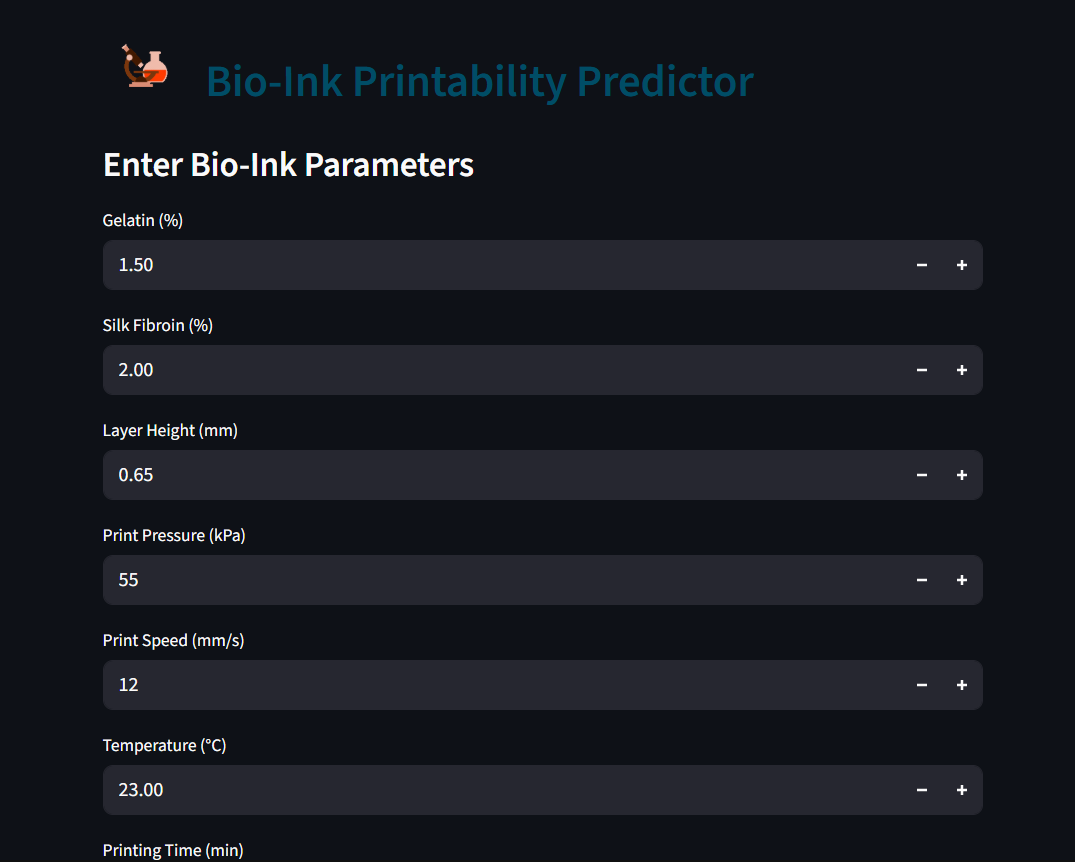 Bio-Ink Printability Predictor
Enter Bio-Ink Parameters
Gelatin (%)
1.50
Silk Fibroin (%)
2.00
Layer Height (mm)
0.65
Print Pressure (kPa)
55
Print Speed (mm/s)
12
Temperature (°C)
23.00
Printing Time (min)